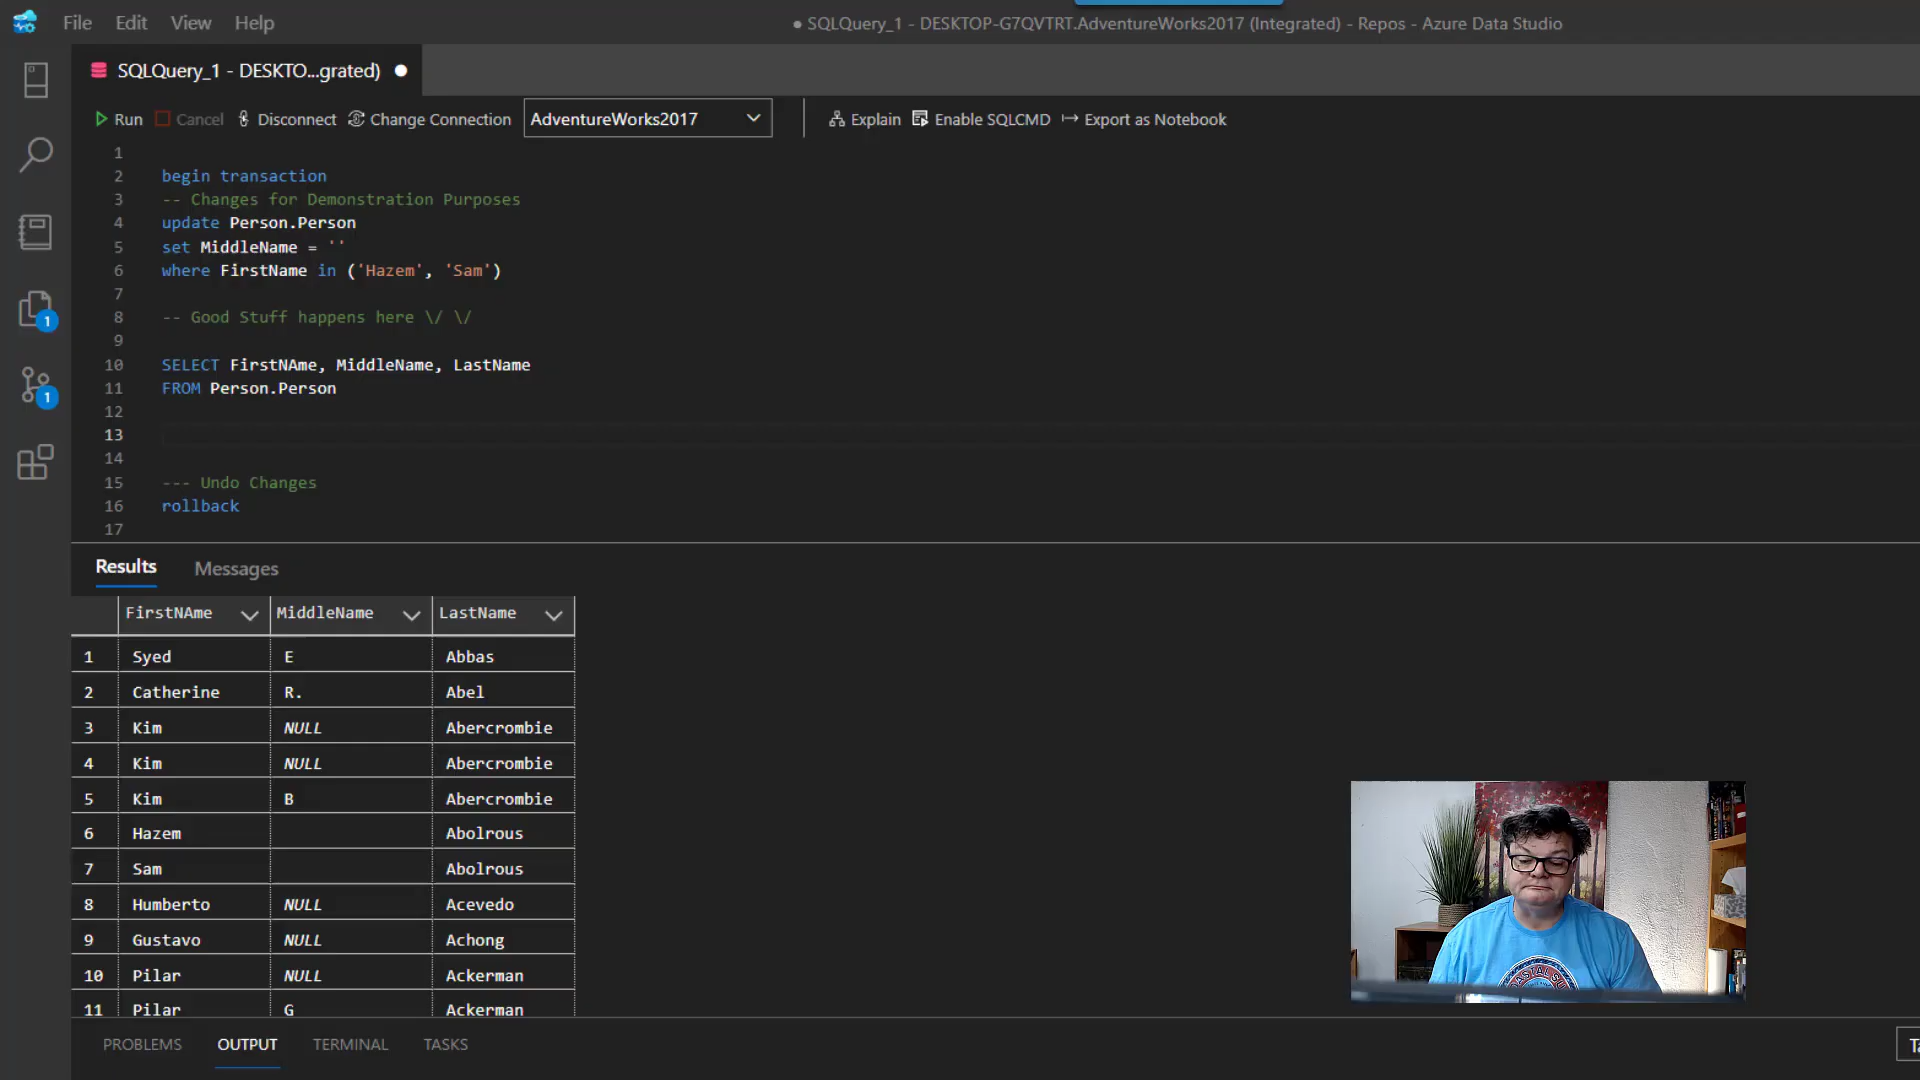 File Edit View Help
● SQLQuery_1 - DESKTOP-G7QVTRT.AdventureWorks2017 (Integrated) - Repos - Azure Data Studio
SQLQuery_1 - DESKTO...grated) ●
Run Cancel Disconnect Change Connection AdventureWorks2017 Explain Enable SQLCMD Export as Notebook
1
2 begin transaction
3 -- Changes for Demonstration Purposes
4 update Person.Person
5 set MiddleName = ''
6 where FirstName in ('Hazem', 'Sam')
7
8 -- Good Stuff happens here \/ \/
9
10 SELECT FirstNAme, MiddleName, LastName
11 FROM Person.Person
12
13
14
15 --- Undo Changes
16 rollback
17
1
1
Results Messages
FirstNAme MiddleName LastName
1 Syed E Abbas
2 Catherine R. Abel
3 Kim NULL Abercrombie
4 Kim NULL Abercrombie
5 Kim B Abercrombie
6 Hazem Abolrous
7 Sam Abolrous
8 Humberto NULL Acevedo
9 Gustavo NULL Achong
10 Pilar NULL Ackerman
11 Pilar G Ackerman
PROBLEMS OUTPUT TERMINAL TASKS